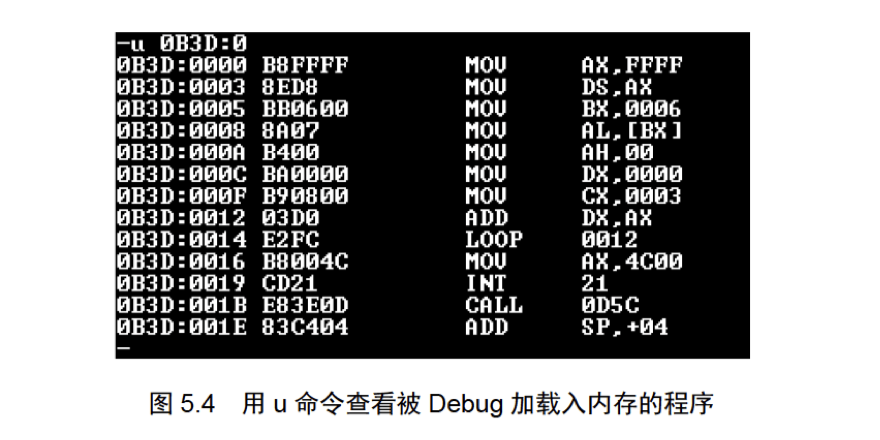 -u 0B3D:0
0B3D:0000 B8FFFF MOV AX,FFFF
0B3D:0003 8ED8 MOV DS,AX
0B3D:0005 BB0600 MOV BX,0006
0B3D:0008 8A07 MOV AL,[BX]
0B3D:000A B400 MOV AH,00
0B3D:000C BA0000 MOV DX,0000
0B3D:000F B90800 MOV CX,0003
0B3D:0012 03D0 ADD DX,AX
0B3D:0014 E2FC LOOP 0012
0B3D:0016 B8004C MOV AX,4C00
0B3D:0019 CD21 INT 21
0B3D:001B E83E0D CALL 0D5C
0B3D:001E 83C404 ADD SP,+04
-
图 5.4 用 u 命令查看被 Debug 加载入内存的程序